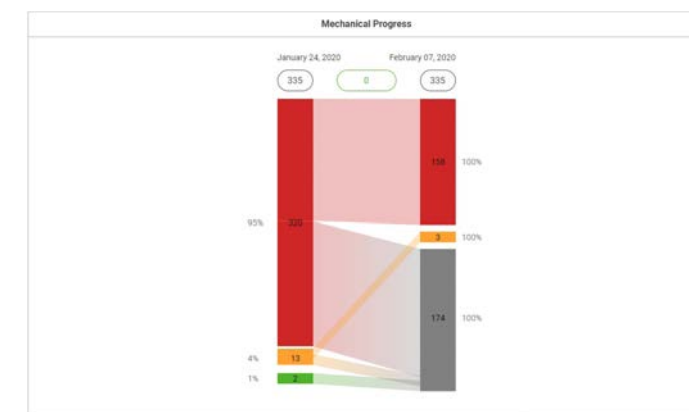 Mechanical Progress
January 24, 2020 February 07, 2020
335 0 335
158 100%
95% 320
3 100%
174 100%
4% 13
1% 2